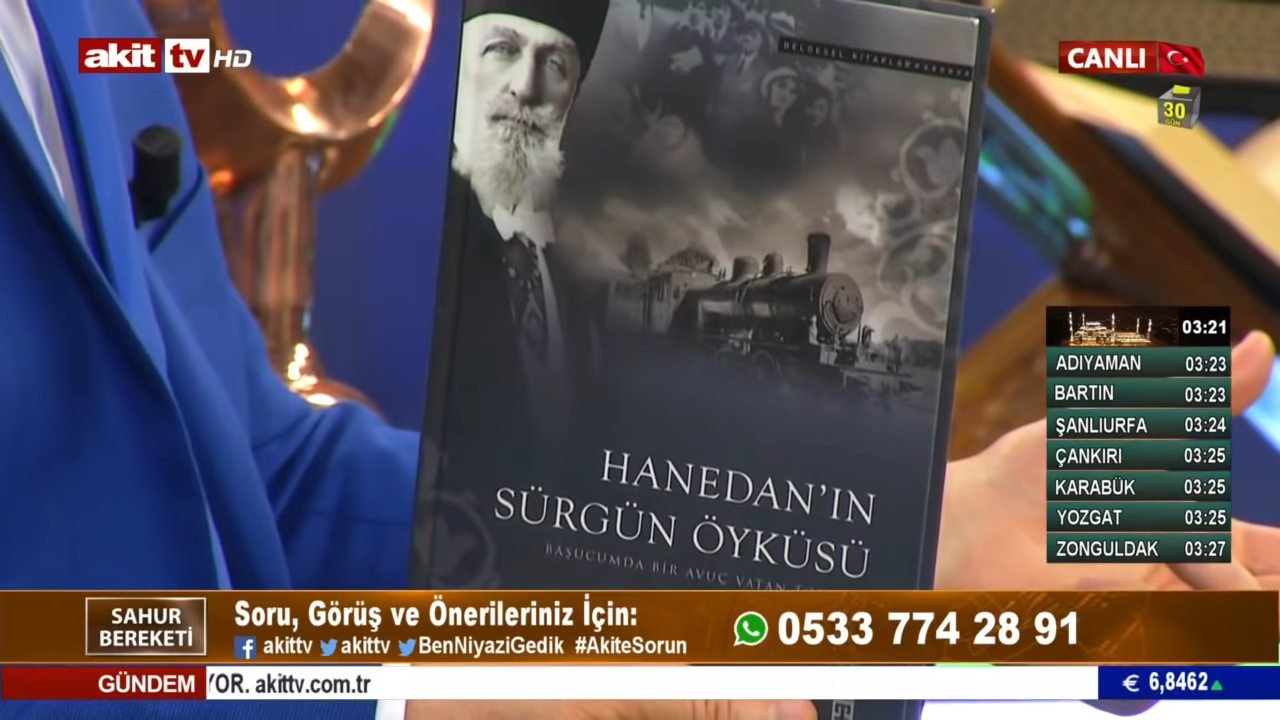 akit tv HD
CANLI
30
GÜN
BELGESEL KİTAPLAR
HANEDAN'IN
SÜRGÜN ÖYKÜSÜ
BAŞUCUMDA BİR AVUÇ VATAN
03:21
ADIYAMAN 03:23
BARTIN 03:23
ŞANLIURFA 03:24
ÇANKIRI 03:25
KARABÜK 03:25
YOZGAT 03:25
ZONGULDAK 03:27
SAHUR
BEREKETİ
Soru, Görüş ve Önerileriniz İçin:
akittv akittv BenNiyaziGedik #AkiteSorun
0533 774 28 91
GÜNDEM YOR. akittv.com.tr
€ 6,8462